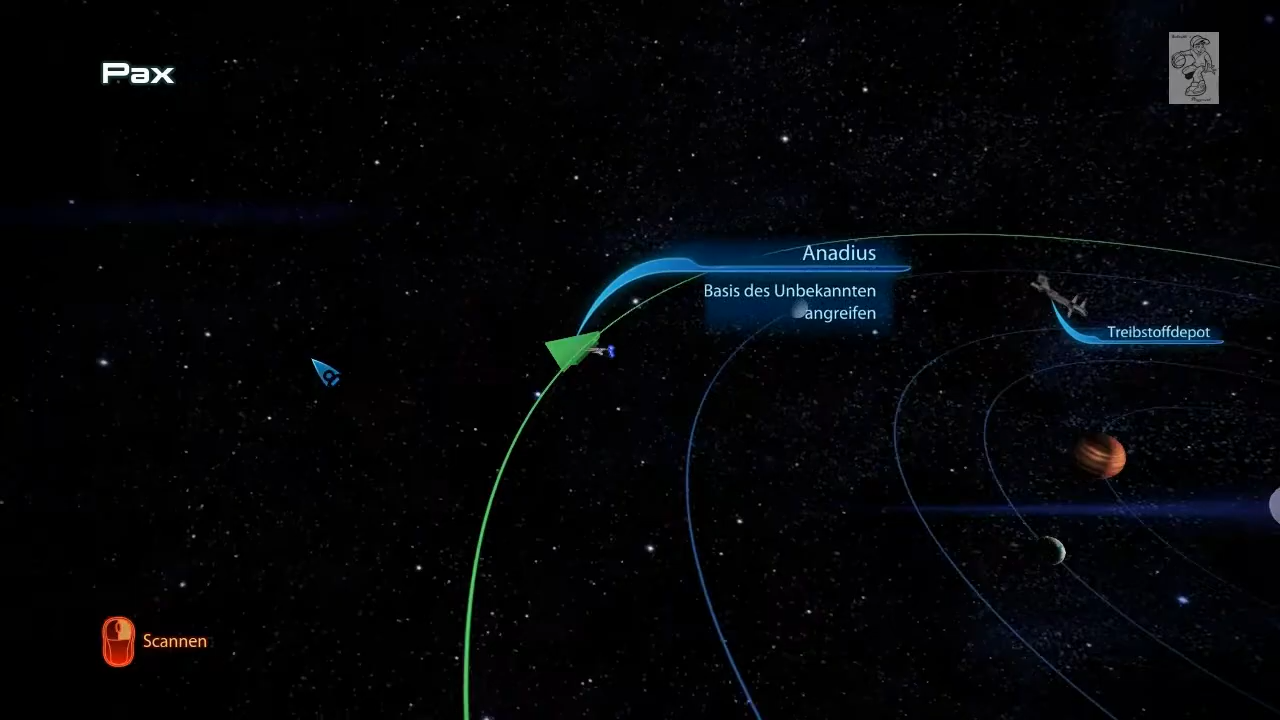 Pax
Anadius
Basis des Unbekannten
angreifen
Treibstoffdepot
Scannen